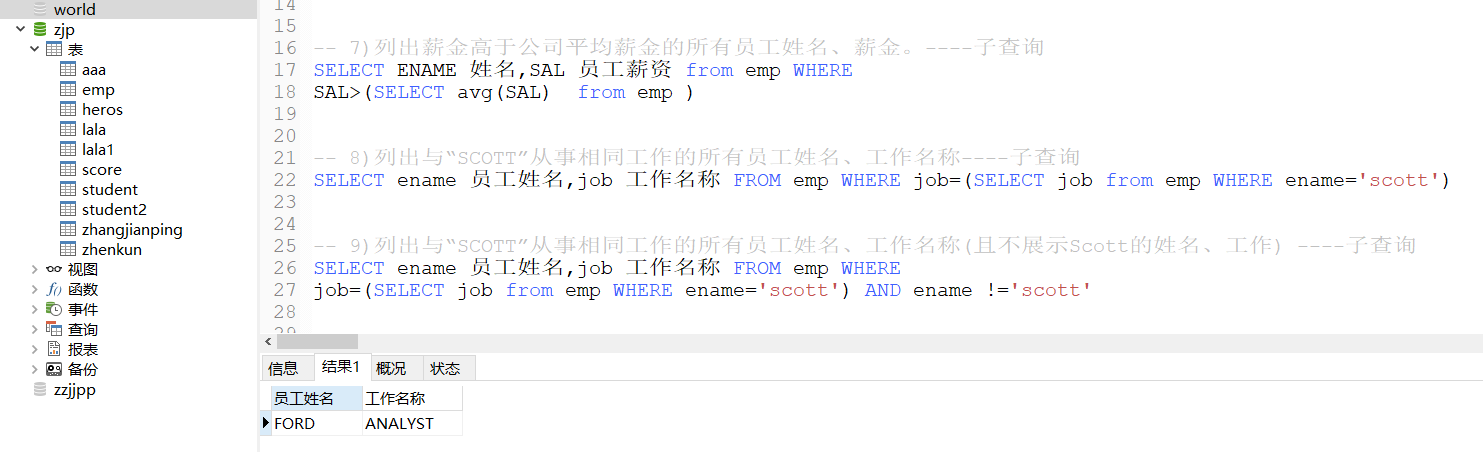 world
zjp
表
aaa
emp
heros
lala
lala1
score
student
student2
zhangjianping
zhenkun
视图
函数
事件
查询
报表
备份
zzjjpp
14
15
16 -- 7)列出薪金高于公司平均薪金的所有员工姓名、薪金。----子查询
17 SELECT ENAME 姓名,SAL 员工薪资 from emp WHERE
18 SAL>(SELECT avg(SAL)  from emp )
19
20
21 -- 8)列出与“SCOTT”从事相同工作的所有员工姓名、工作名称----子查询
22 SELECT ename 员工姓名,job 工作名称 FROM emp WHERE job=(SELECT job from emp WHERE ename='scott')
23
24
25 -- 9)列出与“SCOTT”从事相同工作的所有员工姓名、工作名称(且不展示Scott的姓名、工作) ----子查询
26 SELECT ename 员工姓名,job 工作名称 FROM emp WHERE
27 job=(SELECT job from emp WHERE ename='scott') AND ename !='scott'
28
29
信息 结果1 概况 状态
员工姓名 工作名称
FORD ANALYST